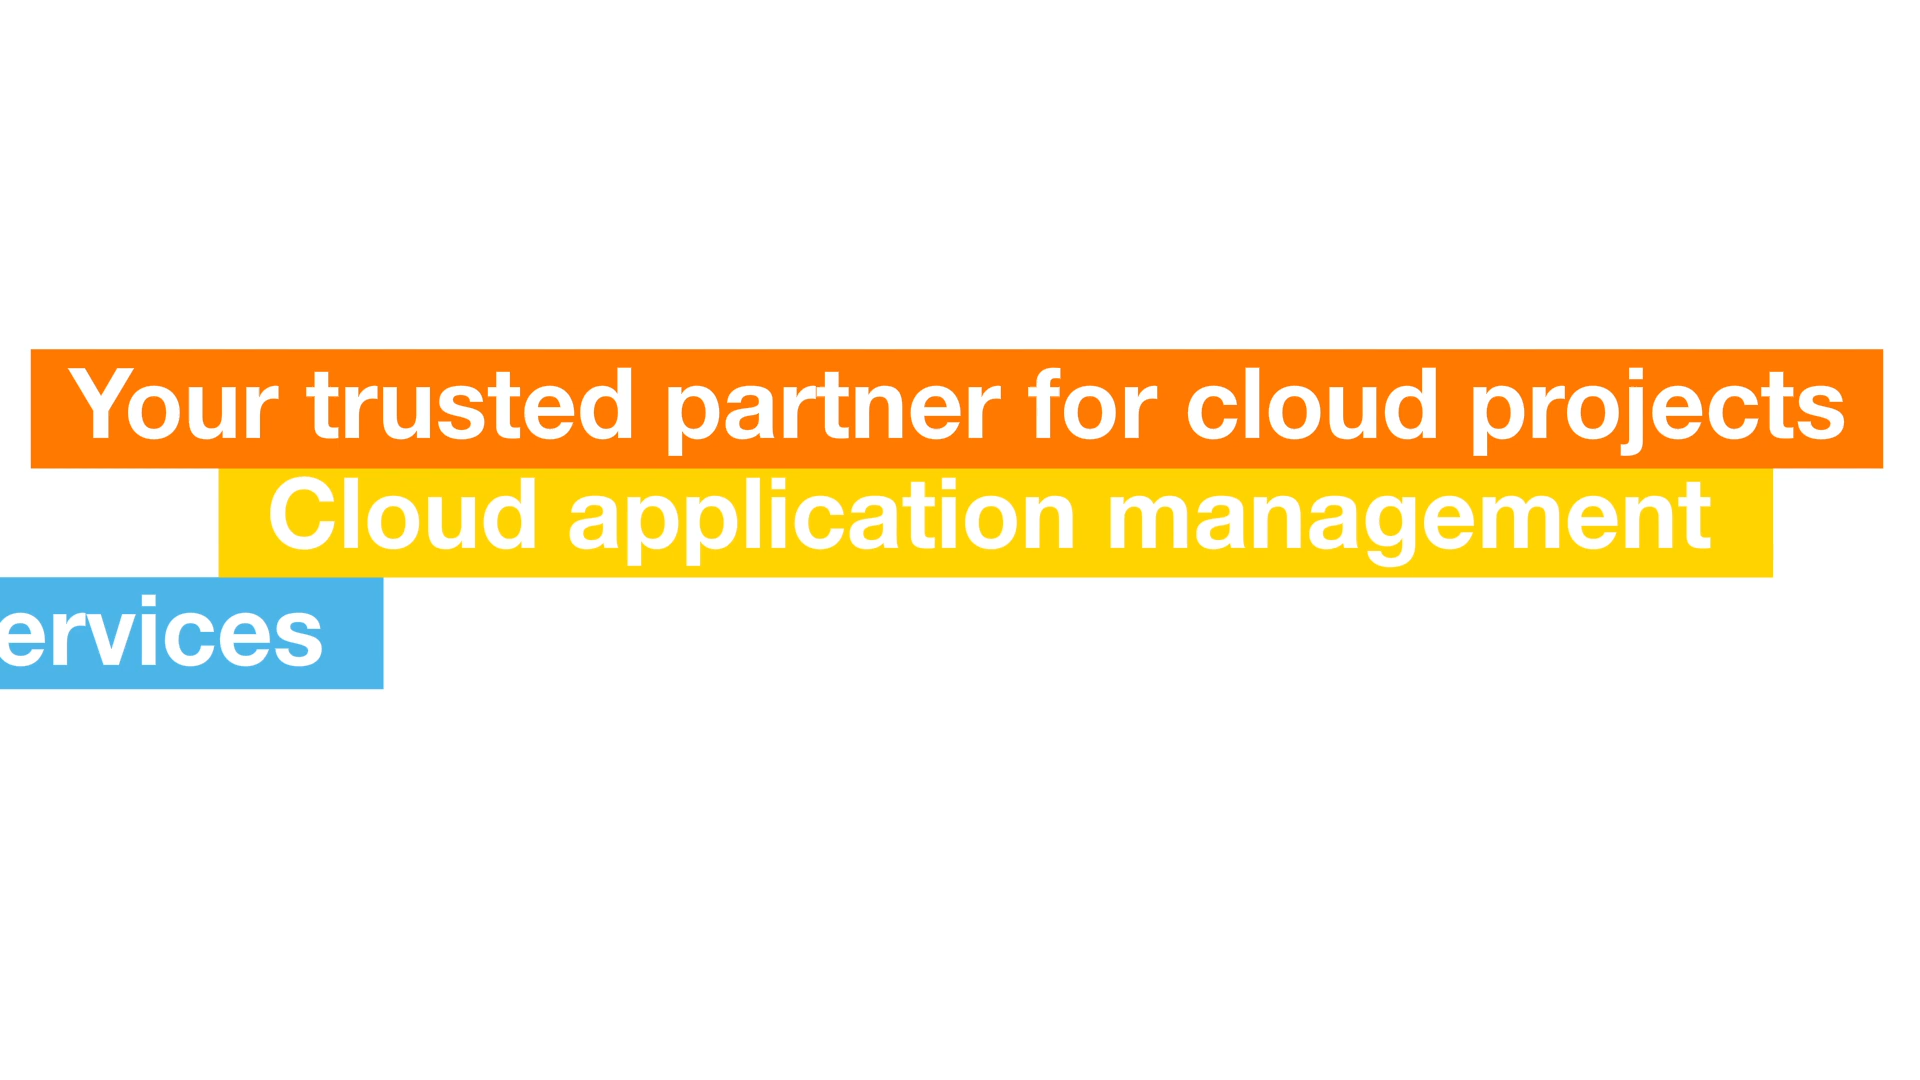 Your trusted partner for cloud projects
Cloud application management
ervices